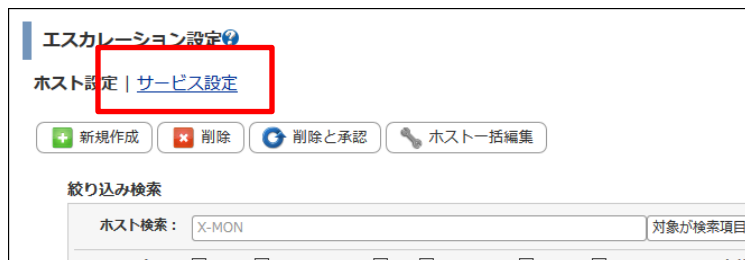 エスカレーション設定?
ホスト設定 | サービス設定
新規作成 削除 削除と承認 ホスト一括編集
絞り込み検索
ホスト検索： X-MON 対象が検索項目